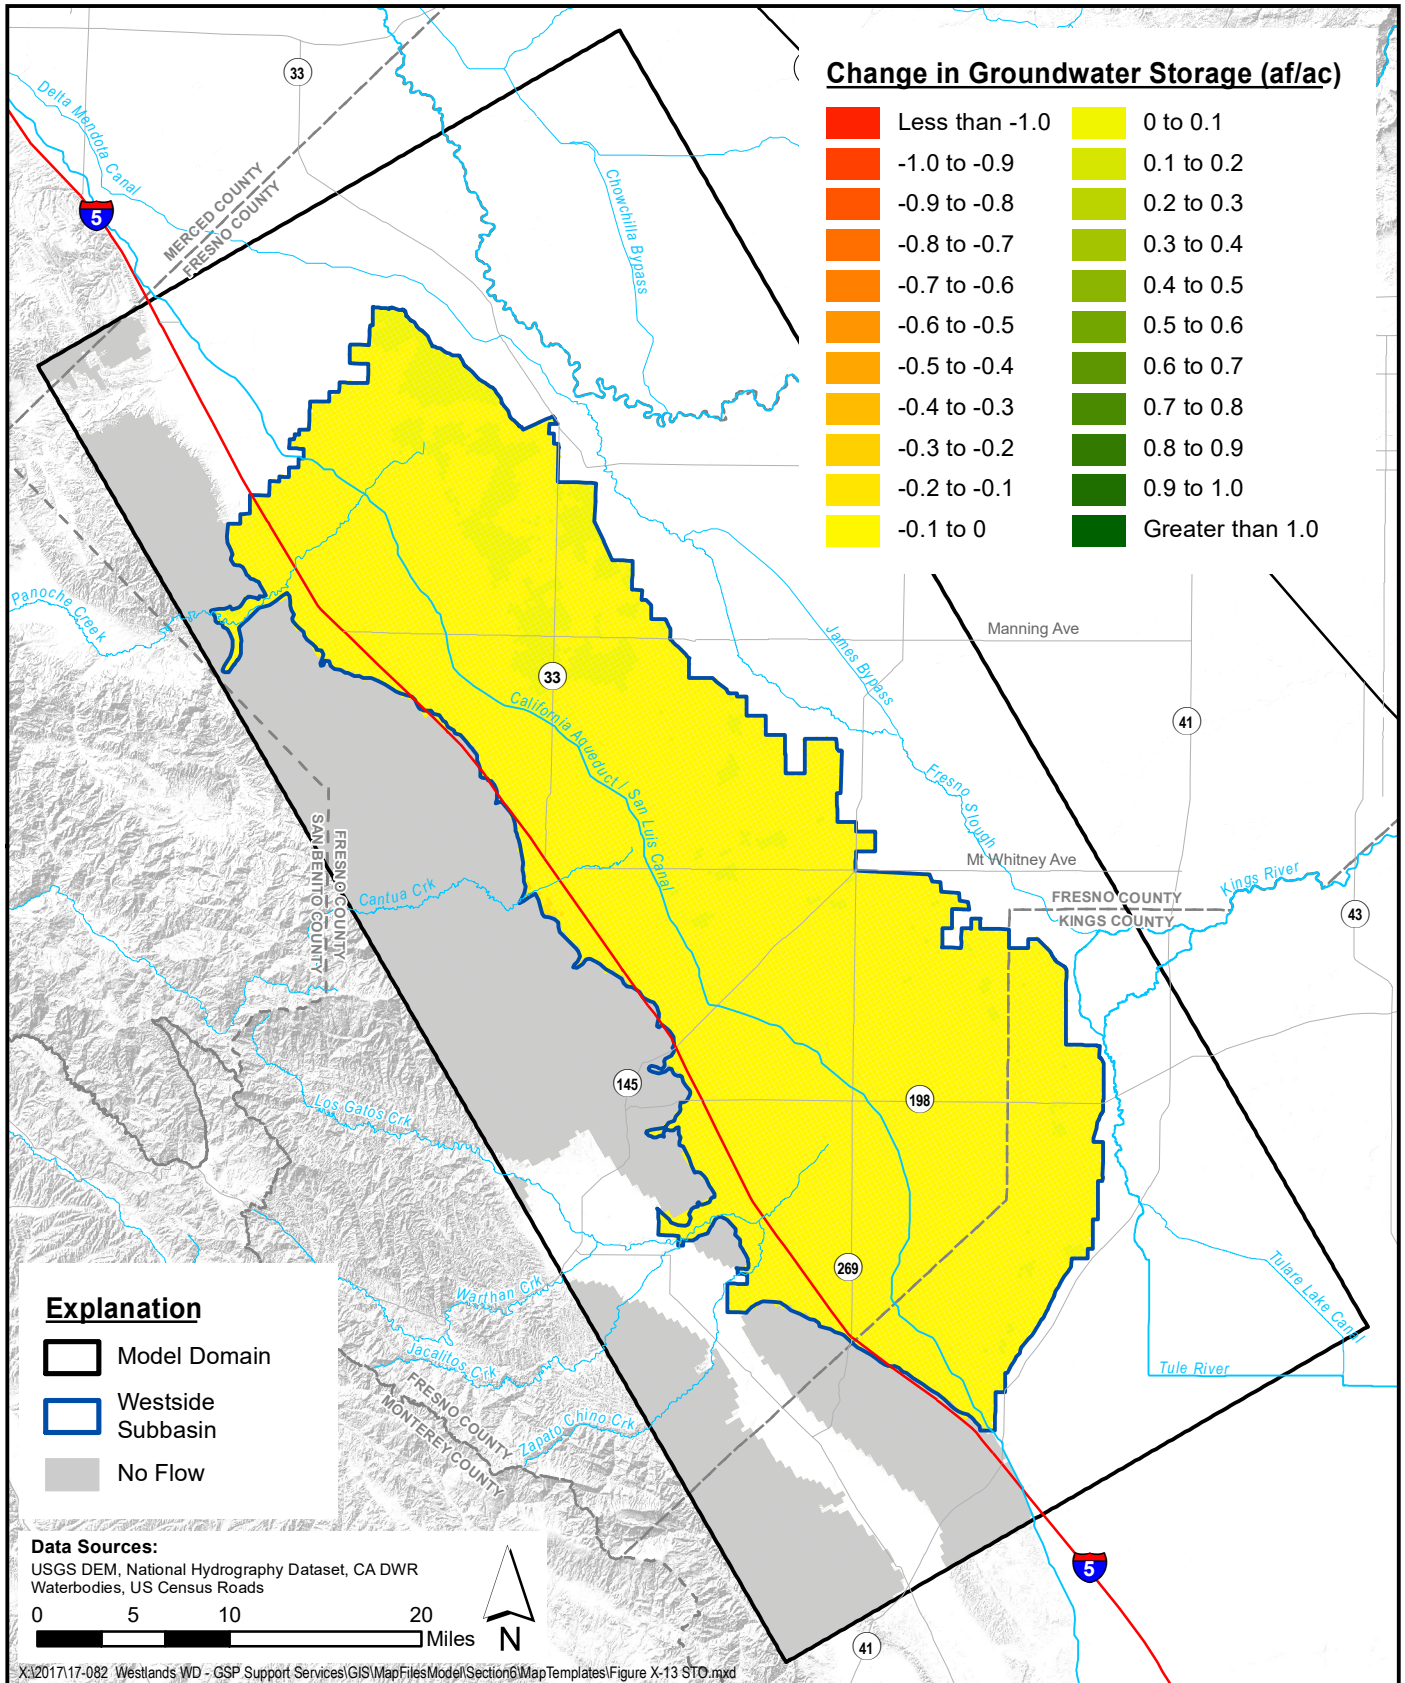 Change in Groundwater Storage (af/ac)
Less than -1.0
-1.0 to -0.9
-0.9 to -0.8
-0.8 to -0.7
-0.7 to -0.6
-0.6 to -0.5
-0.5 to -0.4
-0.4 to -0.3
-0.3 to -0.2
-0.2 to -0.1
-0.1 to 0
0 to 0.1
0.1 to 0.2
0.2 to 0.3
0.3 to 0.4
0.4 to 0.5
0.5 to 0.6
0.6 to 0.7
0.7 to 0.8
0.8 to 0.9
0.9 to 1.0
Greater than 1.0
33
Delta Mendota Canal
5
MERCED COUNTY
FRESNO COUNTY
Chowchilla Bypass
Panoche Creek
Manning Ave
James Bypass
33
41
California Aqueduct / San Luis Canal
Fresno Slough
SAN BENITO COUNTY
FRESNO COUNTY
Cantua Crk
Mt Whitney Ave
Kings River
FRESNO COUNTY
KINGS COUNTY
43
145
198
Los Gatos Crk
269
Warthan Crk
Jacalitos Crk
Tulare Lake Canal
Tule River
FRESNO COUNTY
MONTEREY COUNTY
Zapato Chino Crk
5
41
Explanation
Model Domain
Westside
Subbasin
No Flow
Data Sources:
USGS DEM, National Hydrography Dataset, CA DWR
Waterbodies, US Census Roads
0 5 10 20
Miles
N
X:\2017\17-082 Westlands WD - GSP Support Services\GIS\MapFilesModel\Section6\MapTemplates\Figure X-13 STO.mxd